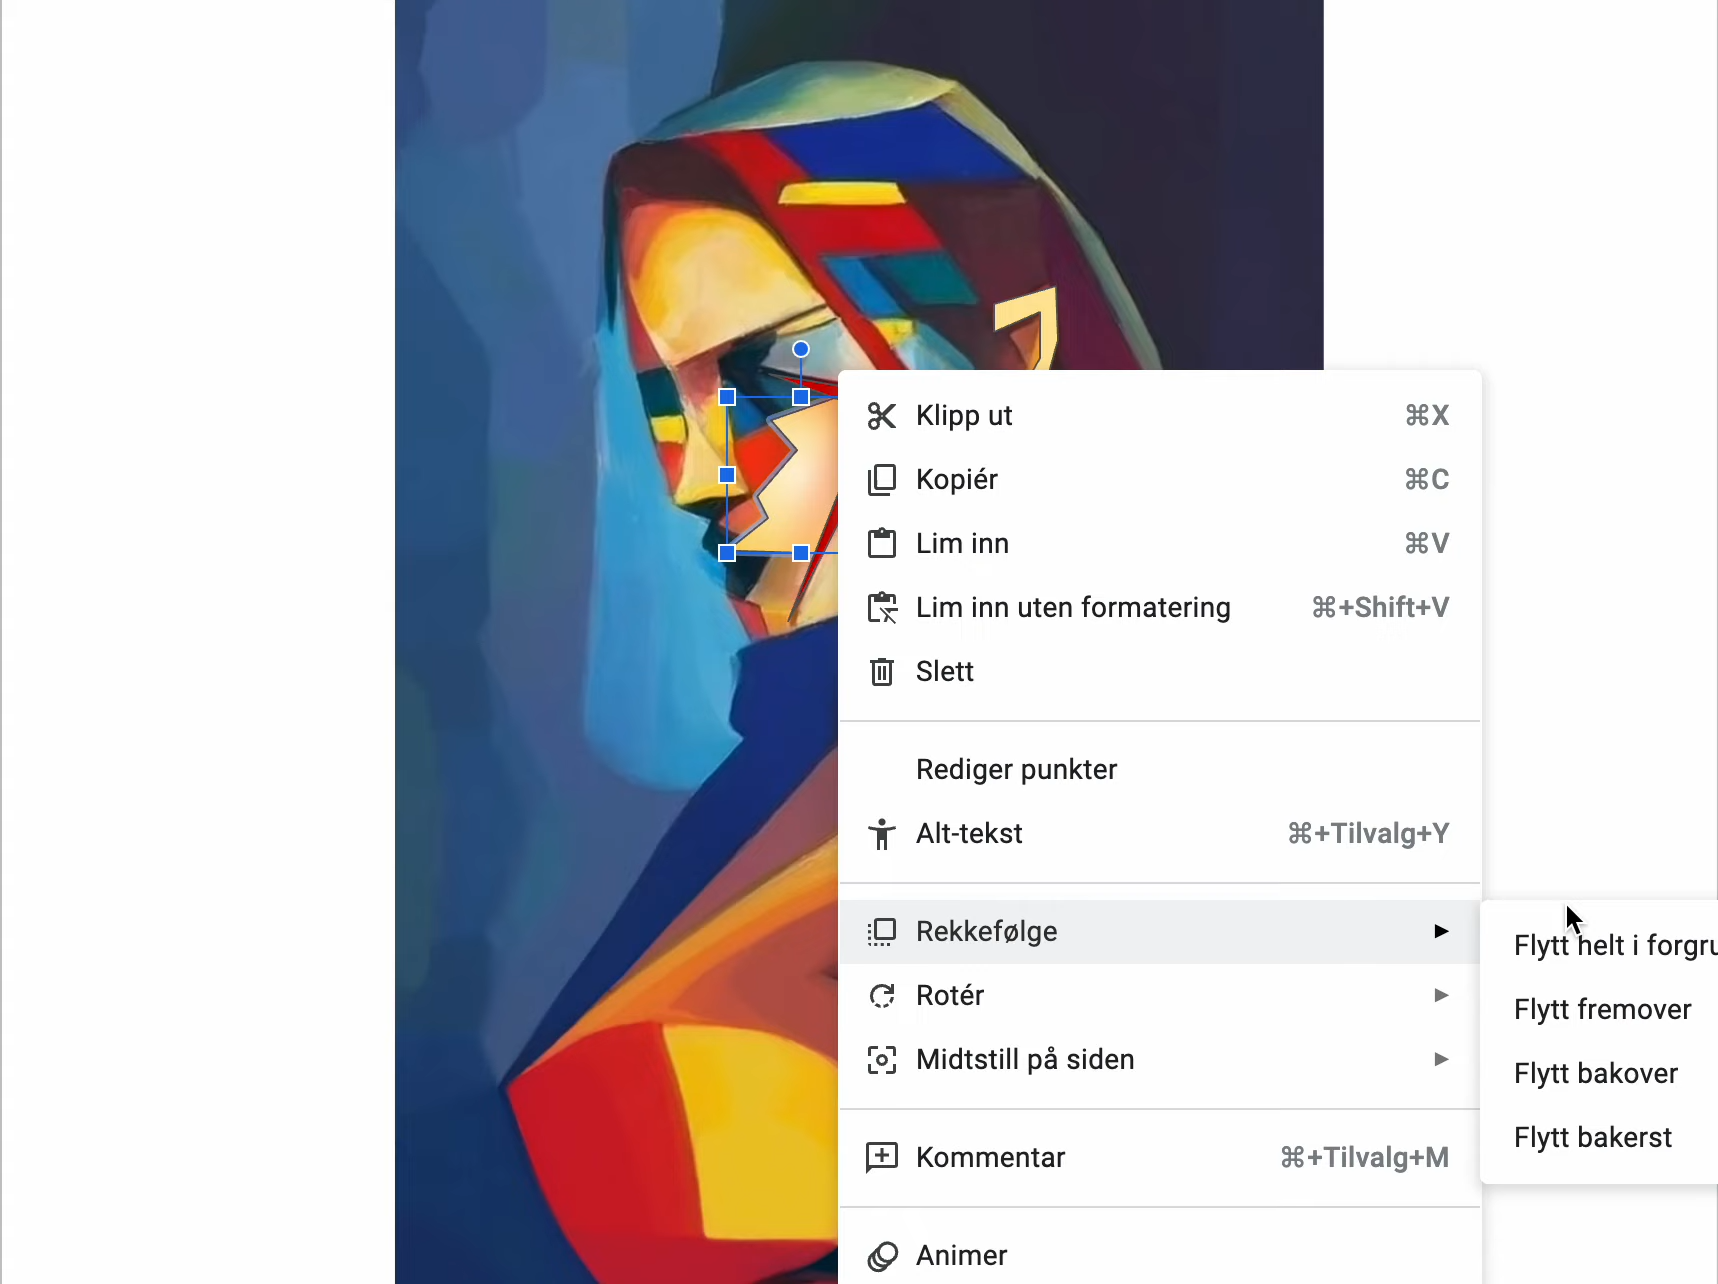 Klipp ut ⌘X
Kopiér ⌘C
Lim inn ⌘V
Lim inn uten formatering ⌘+Shift+V
Slett
Rediger punkter
Alt-tekst ⌘+Tilvalg+Y
Rekkefølge
Flytt helt i forgru
Flytt fremover
Rotér
Midtstill på siden
Flytt bakover
Flytt bakerst
Kommentar ⌘+Tilvalg+M
Animer